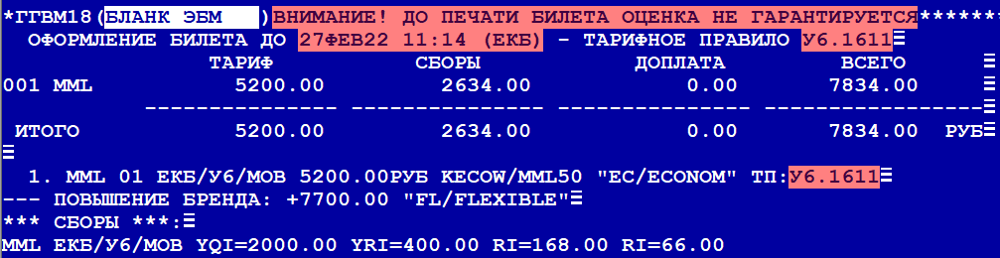 *ГГВМ18(БЛАНК ЭБМ   )ВНИМАНИЕ! ДО ПЕЧАТИ БИЛЕТА ОЦЕНКА НЕ ГАРАНТИРУЕТСЯ******
ОФОРМЛЕНИЕ БИЛЕТА ДО 27ФЕВ22 11:14 (ЕКБ) - ТАРИФНОЕ ПРАВИЛО У6.1611
ТАРИФ СБОРЫ ДОПЛАТА ВСЕГО
001 MML 5200.00 2634.00 0.00 7834.00
--------------- --------------- --------------- -----------------
ИТОГО 5200.00 2634.00 0.00 7834.00 РУБ
1. MML 01 ЕКБ/У6/МОВ 5200.00РУБ KECOW/MML50 "EC/ECONOM" ТП:У6.1611
--- ПОВЫШЕНИЕ БРЕНДА: +7700.00 "FL/FLEXIBLE"
*** СБОРЫ ***:
MML ЕКБ/У6/МОВ YQI=2000.00 YRI=400.00 RI=168.00 RI=66.00